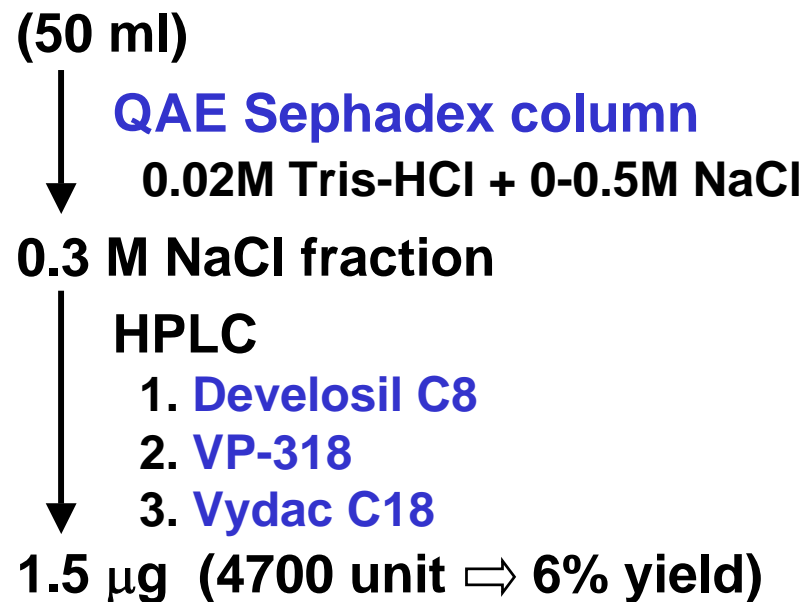 (50 ml)
QAE Sephadex column
0.02M Tris-HCl + 0-0.5M NaCl
0.3 M NaCl fraction
HPLC
1. Develosil C8
2. VP-318
3. Vydac C18
1.5 μg (4700 unit ⇨ 6% yield)